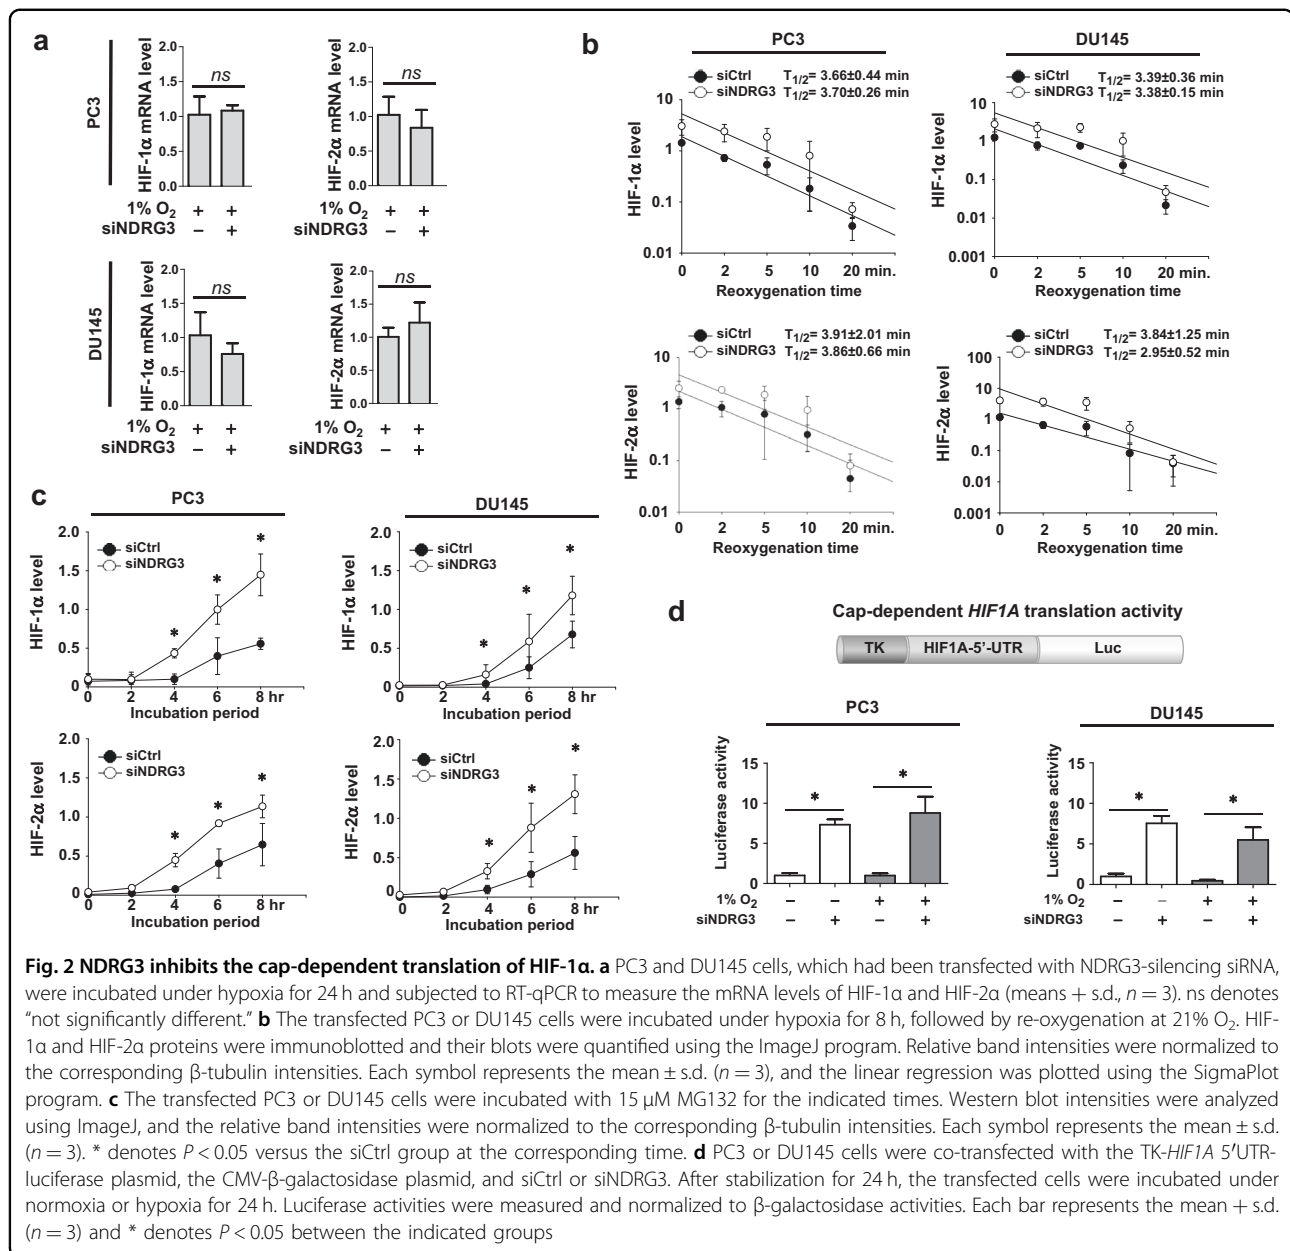 a
PC3
HIF-1α mRNA level
2.0
1.5
1.0
0.5
0.0
ns
1% O2 + +
siNDRG3 – +
HIF-2α mRNA level
2.0
1.5
1.0
0.5
0.0
ns
1% O2 + +
siNDRG3 – +
DU145
HIF-1α mRNA level
2.0
1.5
1.0
0.5
0.0
ns
1% O2 + +
siNDRG3 – +
HIF-2α mRNA level
2.0
1.5
1.0
0.5
0.0
ns
1% O2 + +
siNDRG3 – +
b
PC3
siCtrl T1/2= 3.66±0.44 min
siNDRG3 T1/2= 3.70±0.26 min
HIF-1α level
10
1
0.1
0.01
0 2 5 10 20 min.
Reoxygenation time
DU145
siCtrl T1/2= 3.39±0.36 min
siNDRG3 T1/2= 3.38±0.15 min
HIF-1α level
10
1
0.1
0.01
0.001
0 2 5 10 20 min.
Reoxygenation time
siCtrl T1/2= 3.91±2.01 min
siNDRG3 T1/2= 3.86±0.66 min
HIF-2α level
10
1
0.1
0.01
0 2 5 10 20 min.
Reoxygenation time
siCtrl T1/2= 3.84±1.25 min
siNDRG3 T1/2= 2.95±0.52 min
HIF-2α level
100
10
1
0.1
0.01
0.001
0 2 5 10 20 min.
Reoxygenation time
c
PC3
siCtrl
siNDRG3
HIF-1α level
2.0
1.5
1.0
0.5
0
* * *
0 2 4 6 8 hr
Incubation period
DU145
siCtrl
siNDRG3
HIF-1α level
2.0
1.5
1.0
0.5
0
* * *
0 2 4 6 8 hr
Incubation period
siCtrl
siNDRG3
HIF-2α level
2.0
1.5
1.0
0.5
0
* * *
0 2 4 6 8 hr
Incubation period
siCtrl
siNDRG3
HIF-2α level
2.0
1.5
1.0
0.5
0
* * *
0 2 4 6 8 hr
Incubation period
d
Cap-dependent HIF1A translation activity
TK HIF1A-5'-UTR Luc
PC3
Luciferase activity
15
10
5
0
* *
1% O2 – – + +
siNDRG3 – + – +
DU145
Luciferase activity
15
10
5
0
* *
1% O2 – – + +
siNDRG3 – + – +
Fig. 2 NDRG3 inhibits the cap-dependent translation of HIF-1α. a PC3 and DU145 cells, which had been transfected with NDRG3-silencing siRNA,
were incubated under hypoxia for 24 h and subjected to RT-qPCR to measure the mRNA levels of HIF-1α and HIF-2α (means + s.d., n = 3). ns denotes
“not significantly different.” b The transfected PC3 or DU145 cells were incubated under hypoxia for 8 h, followed by re-oxygenation at 21% O2. HIF-
1α and HIF-2α proteins were immunoblotted and their blots were quantified using the ImageJ program. Relative band intensities were normalized to
the corresponding β-tubulin intensities. Each symbol represents the mean ± s.d. (n = 3), and the linear regression was plotted using the SigmaPlot
program. c The transfected PC3 or DU145 cells were incubated with 15 μM MG132 for the indicated times. Western blot intensities were analyzed
using ImageJ, and the relative band intensities were normalized to the corresponding β-tubulin intensities. Each symbol represents the mean ± s.d.
(n = 3). * denotes P < 0.05 versus the siCtrl group at the corresponding time. d PC3 or DU145 cells were co-transfected with the TK-HIF1A 5′UTR-
luciferase plasmid, the CMV-β-galactosidase plasmid, and siCtrl or siNDRG3. After stabilization for 24 h, the transfected cells were incubated under
normoxia or hypoxia for 24 h. Luciferase activities were measured and normalized to β-galactosidase activities. Each bar represents the mean + s.d.
(n = 3) and * denotes P < 0.05 between the indicated groups